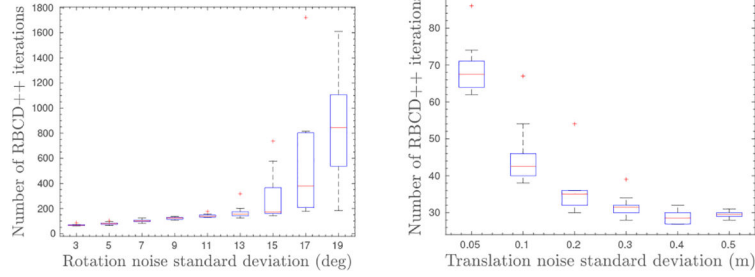 Number of RBCD++ iterations
1800
1600
1400
1200
1000
800
600
400
200
0
3 5 7 9 11 13 15 17 19
Rotation noise standard deviation (deg)
Number of RBCD++ iterations
80
70
60
50
40
30
0.05 0.1 0.2 0.3 0.4 0.5
Translation noise standard deviation (m)